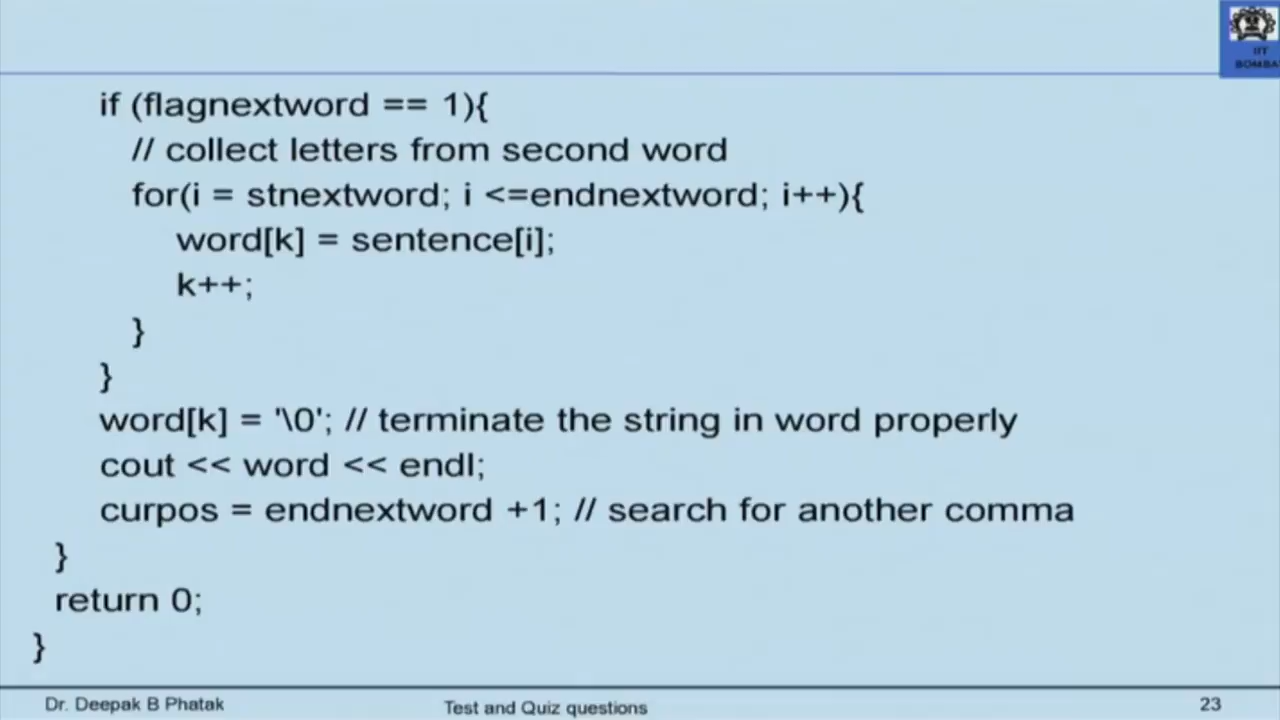 IIT
BOMBA
if (flagnextword == 1){
// collect letters from second word
for(i = stnextword; i <=endnextword; i++){
word[k] = sentence[i];
k++;
}
}
word[k] = '\0'; // terminate the string in word properly
cout << word << endl;
curpos = endnextword +1; // search for another comma
}
return 0;
}
Dr. Deepak B Phatak
Test and Quiz questions
23